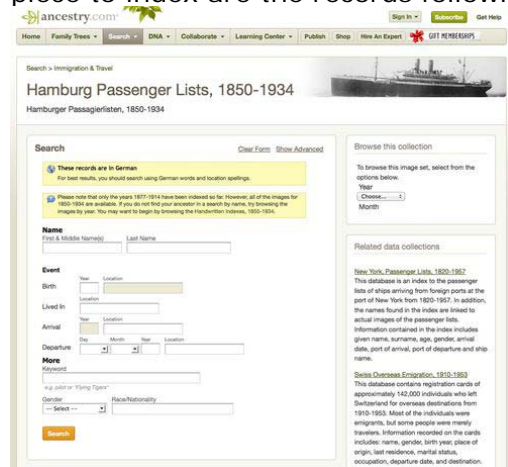 piece to index are the records follow
ancestry.com
Sign In
Subscribe
Get Help
Home
Family Trees
Search
DNA
Collaborate
Learning Center
Publish
Shop
Hire An Expert
GIFT MEMBERSHIPS
Search > Immigration & Travel
Hamburg Passenger Lists, 1850-1934
Hamburger Passagierlisten, 1850-1934
Search
Clear Form Show Advanced
These records are in German
For best results, you should search using German words and location spellings.
Please note that only the years 1877-1914 have been indexed so far. However, all of the images for
1850-1934 are available. If you do not find your ancestor in a search by name, try browsing the
images by year. You may want to begin by browsing the Handwritten Indexes, 1855-1934.
Name
First & Middle Name(s) Last Name
Event
Year Location
Birth
Location
Lived In
Year Location
Arrival
Day Month Year Location
Departure
More
Keyword
e.g. pilot or "Flying Tigers"
Gender Race/Nationality
--- Select ---
Search
Browse this collection
To browse this image set, select from the
options below.
Year
Choose...
Month
Related data collections
New York, Passenger Lists, 1820-1957
This database is an index to the passenger
lists of ships arriving from foreign ports at the
port of New York from 1820-1957. In addition,
the names found in the index are linked to
actual images of the passenger lists.
Information contained in the index includes
given name, surname, age, gender, arrival
date, port of arrival, port of departure and ship
name.
Swiss Overseas Emigration, 1910-1953
This database contains registration cards of
approximately 142,000 individuals who left
Switzerland for overseas destinations from
1910-1953. Most of the individuals were
emigrants, but some people were merely
travelers. Information recorded on the cards
includes: name, gender, birth year, place of
origin, last residence, marital status,
occupation, departure date, and destination.